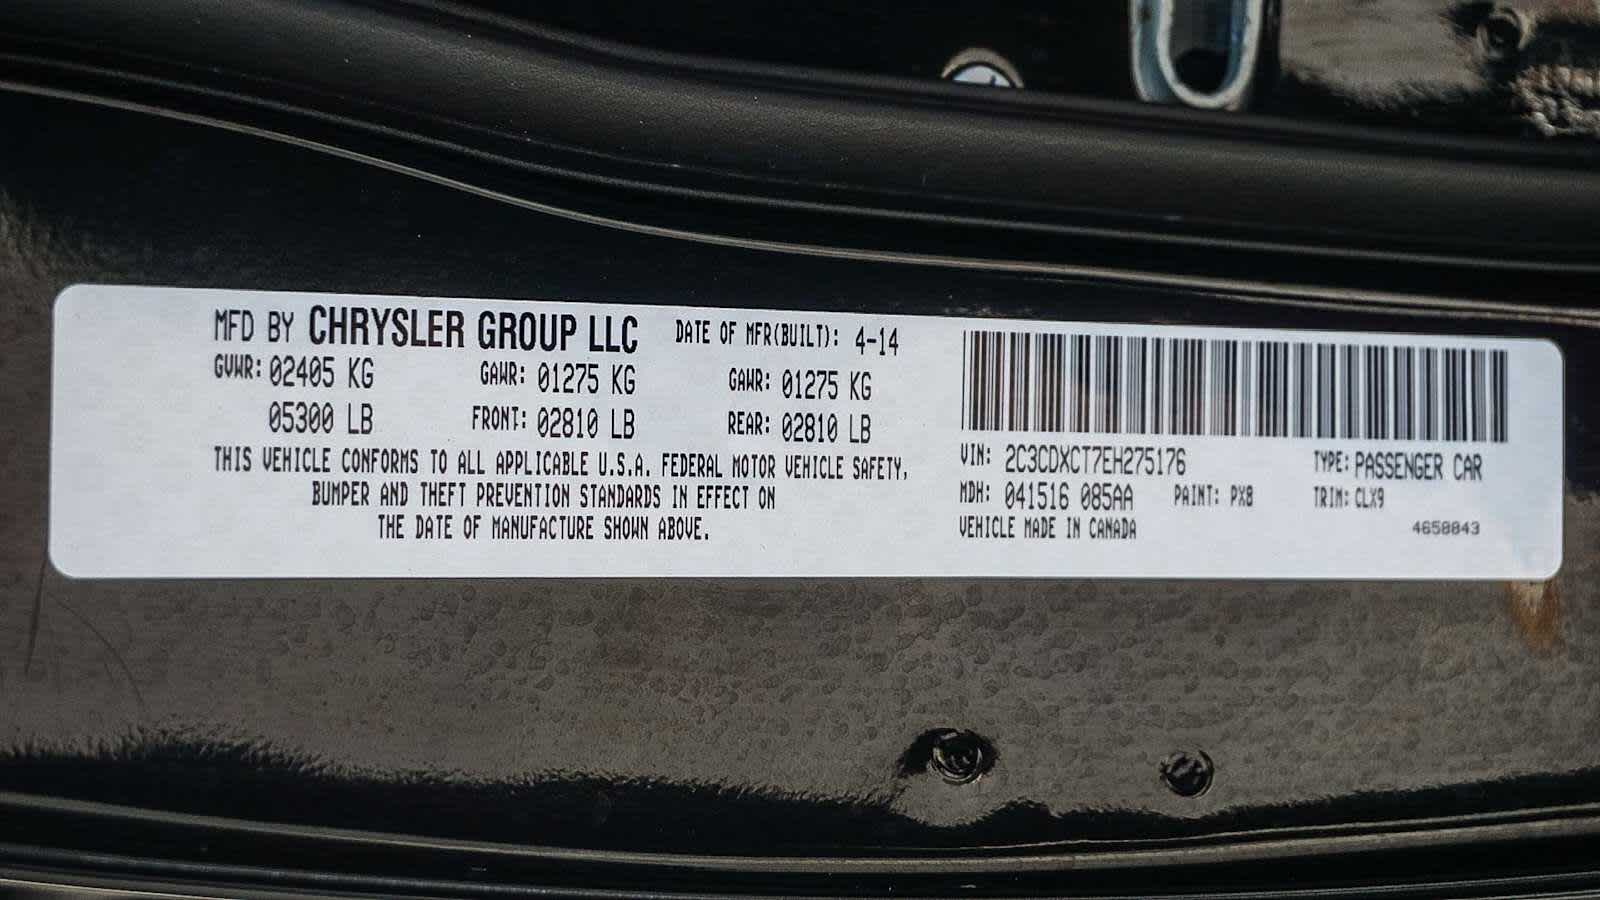 MFD BY CHRYSLER GROUP LLC DATE OF MFR(BUILT): 4-14
GVWR: 02405 KG GAWR: 01275 KG GAWR: 01275 KG
05300 LB FRONT: 02810 LB REAR: 02810 LB
THIS VEHICLE CONFORMS TO ALL APPLICABLE U.S.A. FEDERAL MOTOR VEHICLE SAFETY,
BUMPER AND THEFT PREVENTION STANDARDS IN EFFECT ON
THE DATE OF MANUFACTURE SHOWN ABOVE.
VIN: 2C3CDXCT7EH275176 TYPE: PASSENGER CAR
MDH: 041516 085AA PAINT: PX8 TRIM: CLX9
VEHICLE MADE IN CANADA 4650843